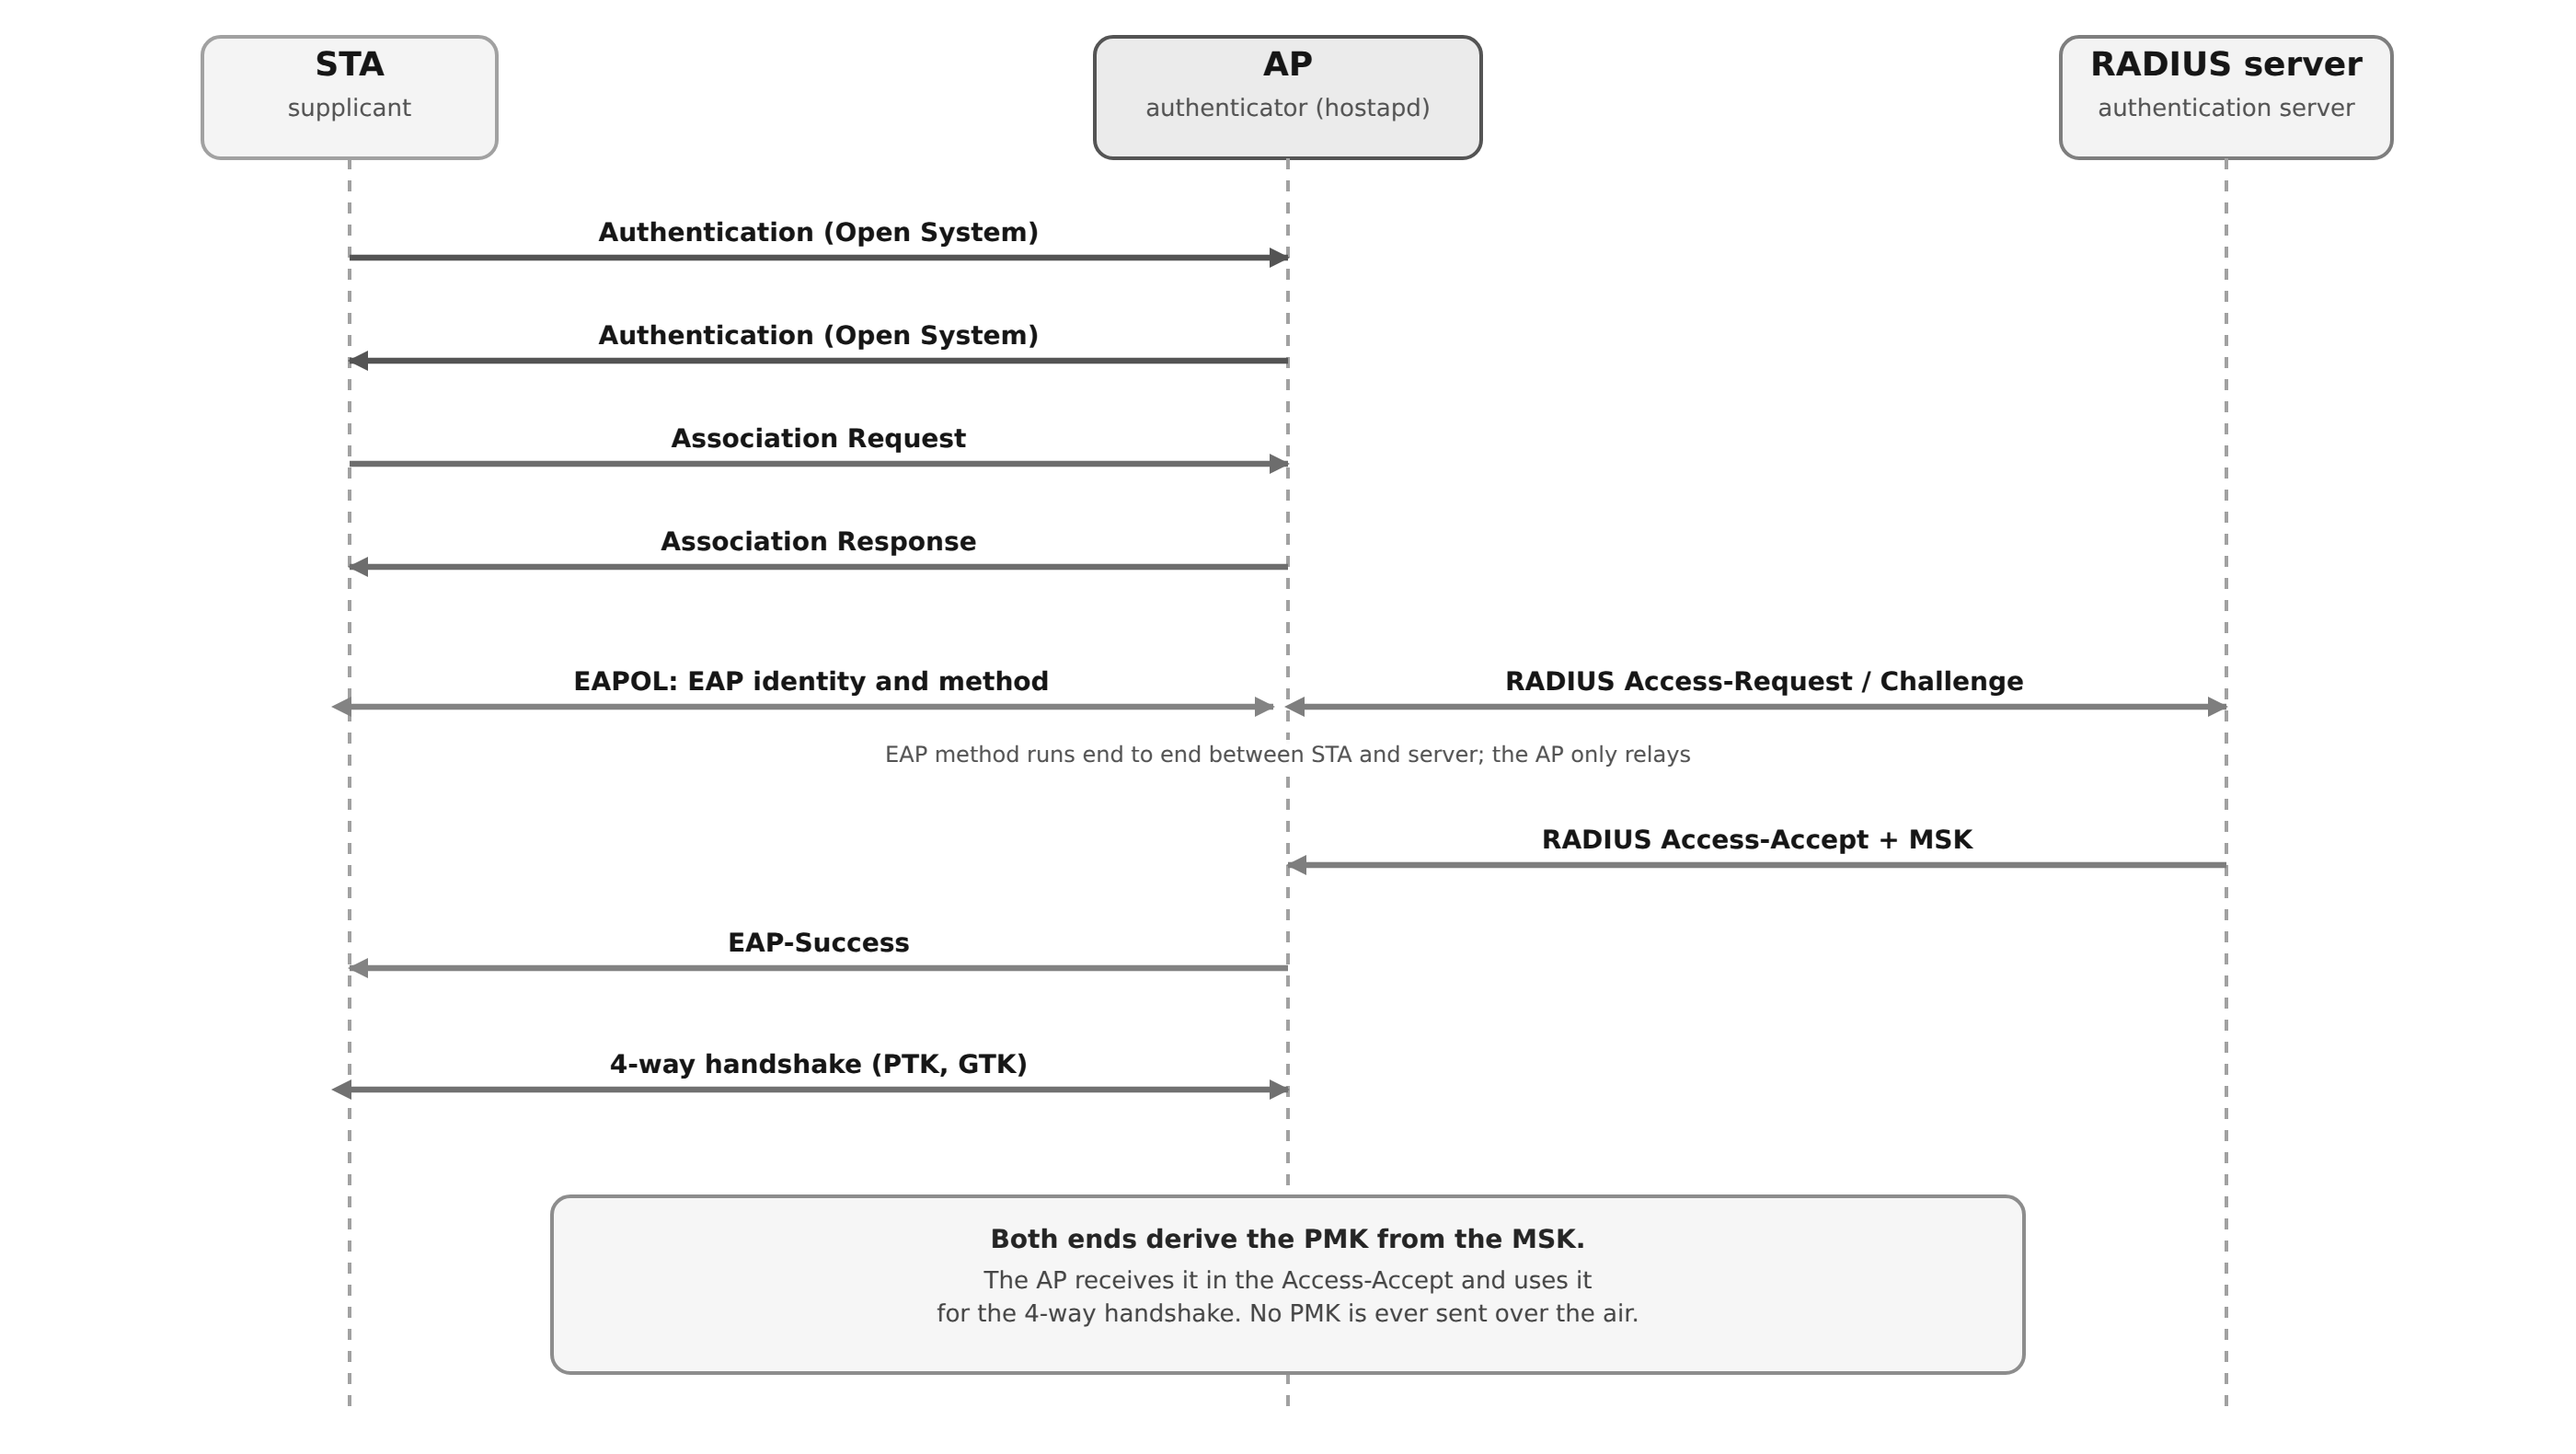 STA
supplicant
AP
authenticator (hostapd)
RADIUS server
authentication server
Authentication (Open System)
Authentication (Open System)
Association Request
Association Response
EAPOL: EAP identity and method
RADIUS Access-Request / Challenge
EAP method runs end to end between STA and server; the AP only relays
RADIUS Access-Accept + MSK
EAP-Success
4-way handshake (PTK, GTK)
Both ends derive the PMK from the MSK.
The AP receives it in the Access-Accept and uses it
for the 4-way handshake. No PMK is ever sent over the air.